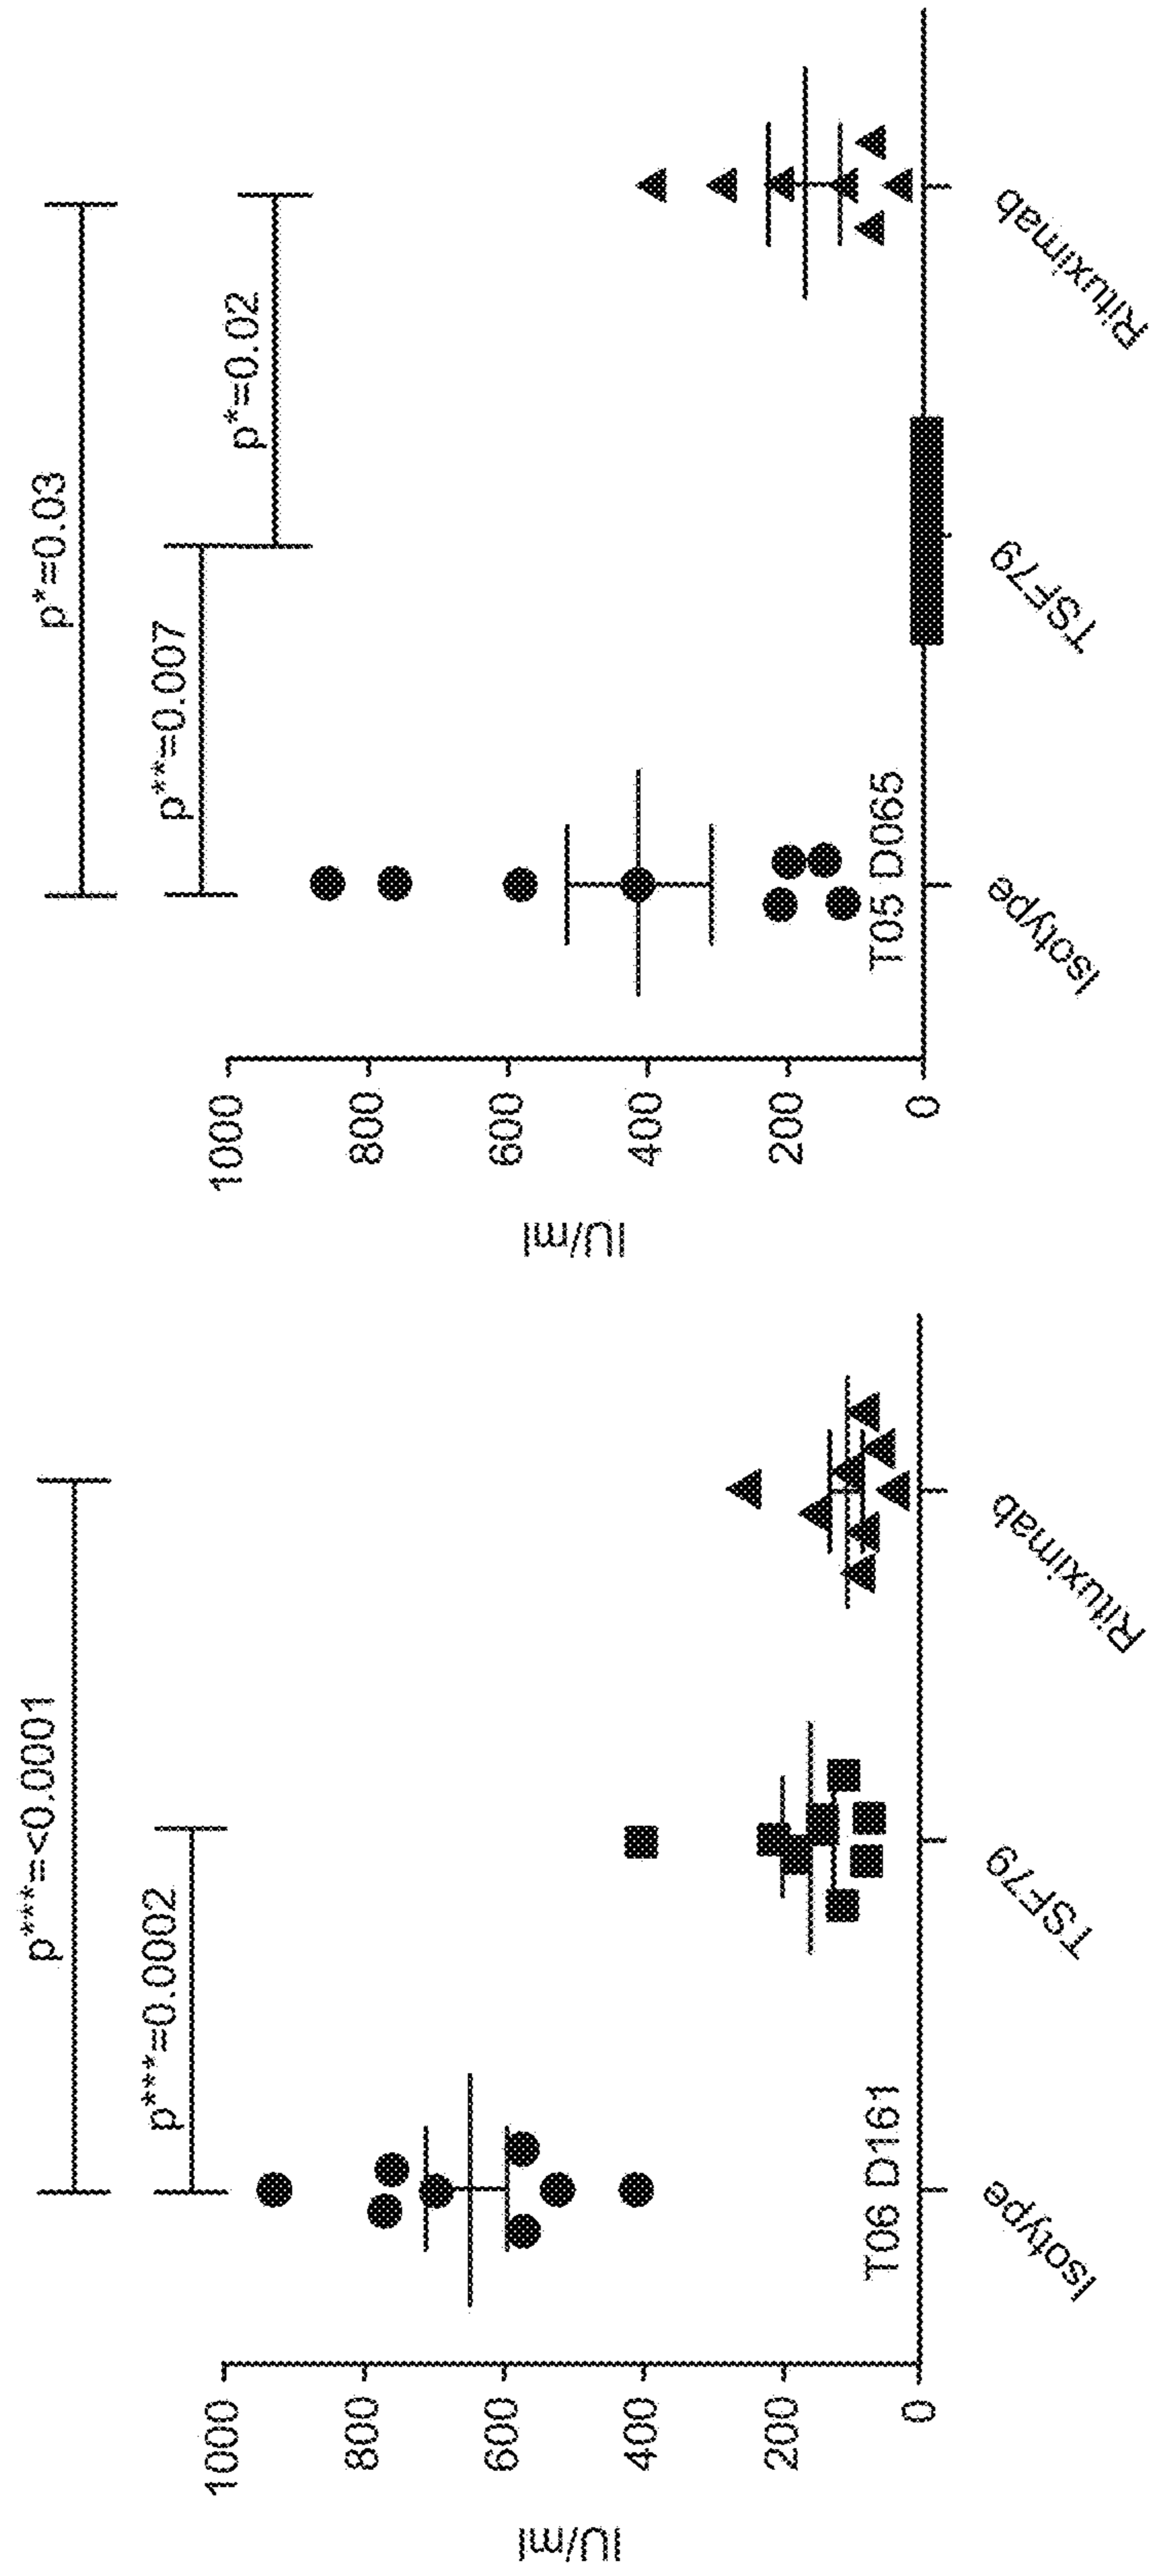 IU/ml
1000
800
600
400
200
0
p***=<0.0001
p***=0.0002
T06 D161
Isotype
TSF79
Rituximab
IU/ml
1000
800
600
400
200
0
p*=0.03
p**=0.007
p*=0.02
T05 D065
Isotype
TSF79
Rituximab